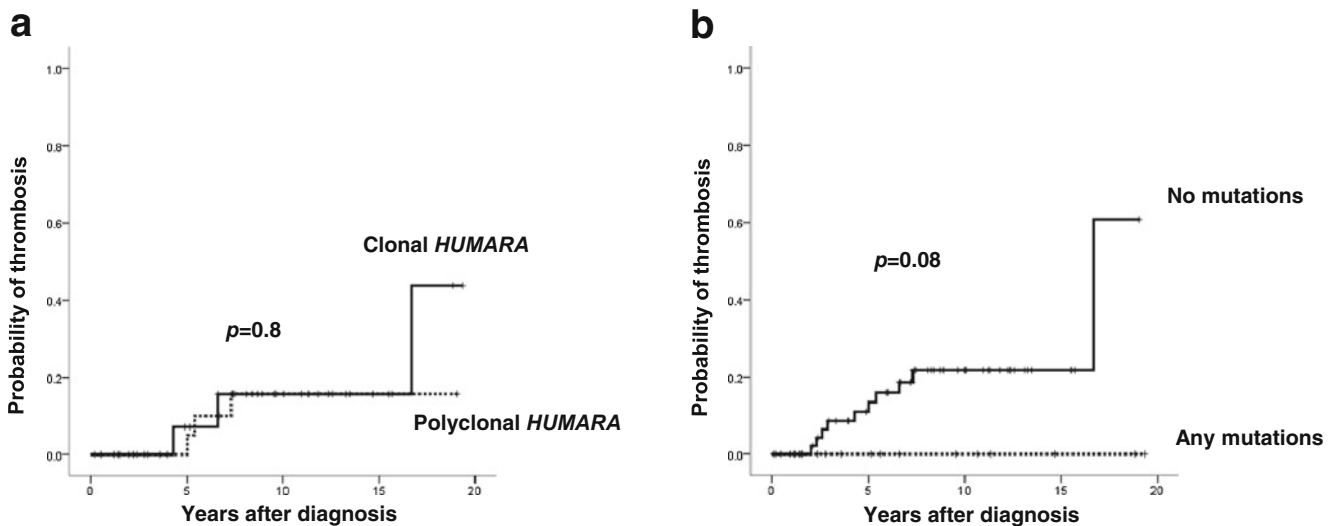 a
1.0
0.8
0.6
0.4
0.2
0.0
Probability of thrombosis
Clonal HUMARA
p=0.8
Polyclonal HUMARA
0 5 10 15 20
Years after diagnosis
b
1.0
0.8
0.6
0.4
0.2
0.0
Probability of thrombosis
No mutations
p=0.08
Any mutations
0 5 10 15 20
Years after diagnosis